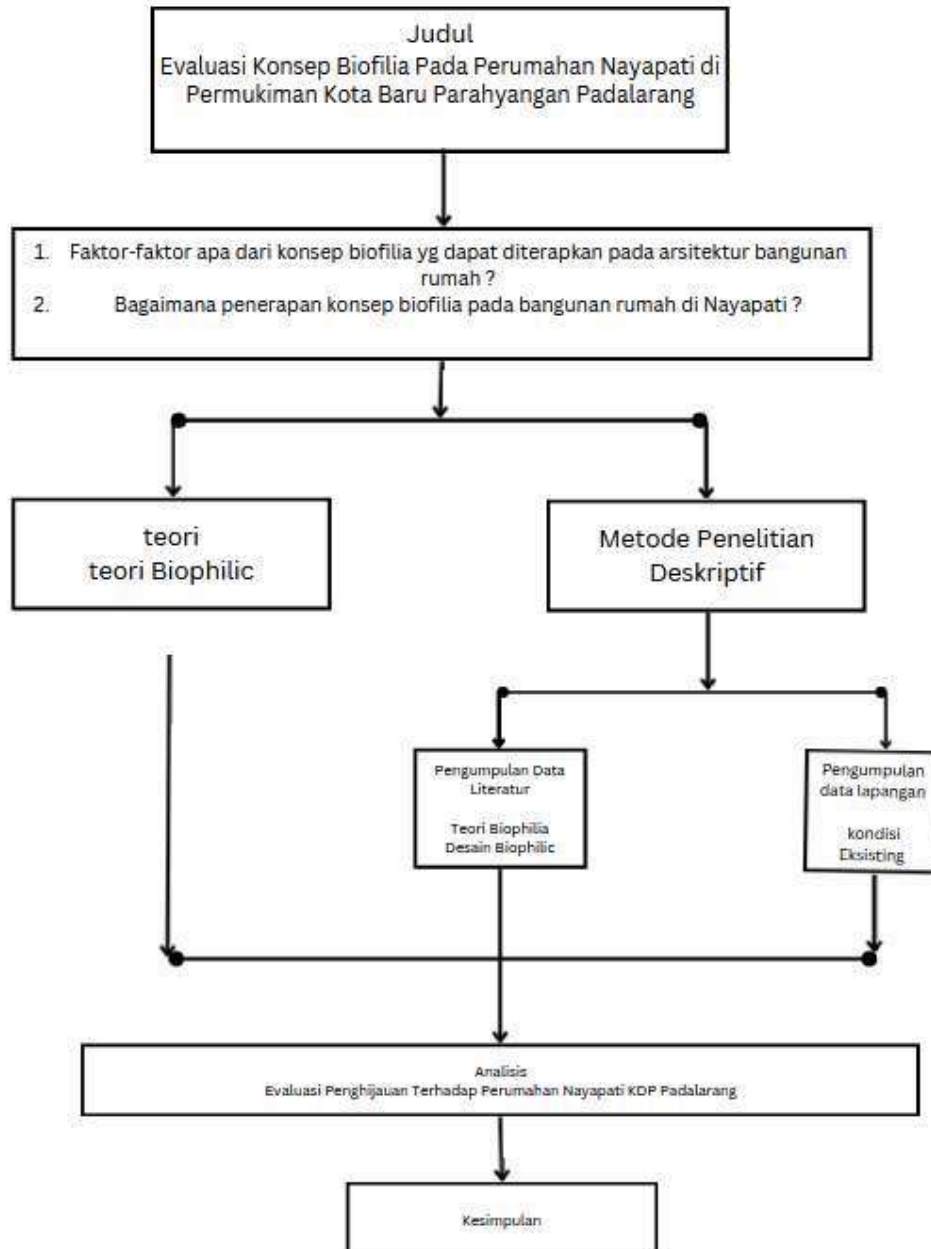 Judul
Evaluasi Konsep Biofilia Pada Perumahan Nayapati di
Permukiman Kota Baru Parahyangan Padalarang
1. Faktor-faktor apa dari konsep biofilia yg dapat diterapkan pada arsitektur bangunan
rumah ?
2. Bagaimana penerapan konsep biofilia pada bangunan rumah di Nayapati ?
teori
teori Biophilic
Metode Penelitian
Deskriptif
Pengumpulan Data
Literatur
Teori Biophilia
Desain Biophilic
Pengumpulan
data lapangan
kondisi
Eksisting
Analisis
Evaluasi Penghijauan Terhadap Perumahan Nayapati KDP Padalarang
Kesimpulan